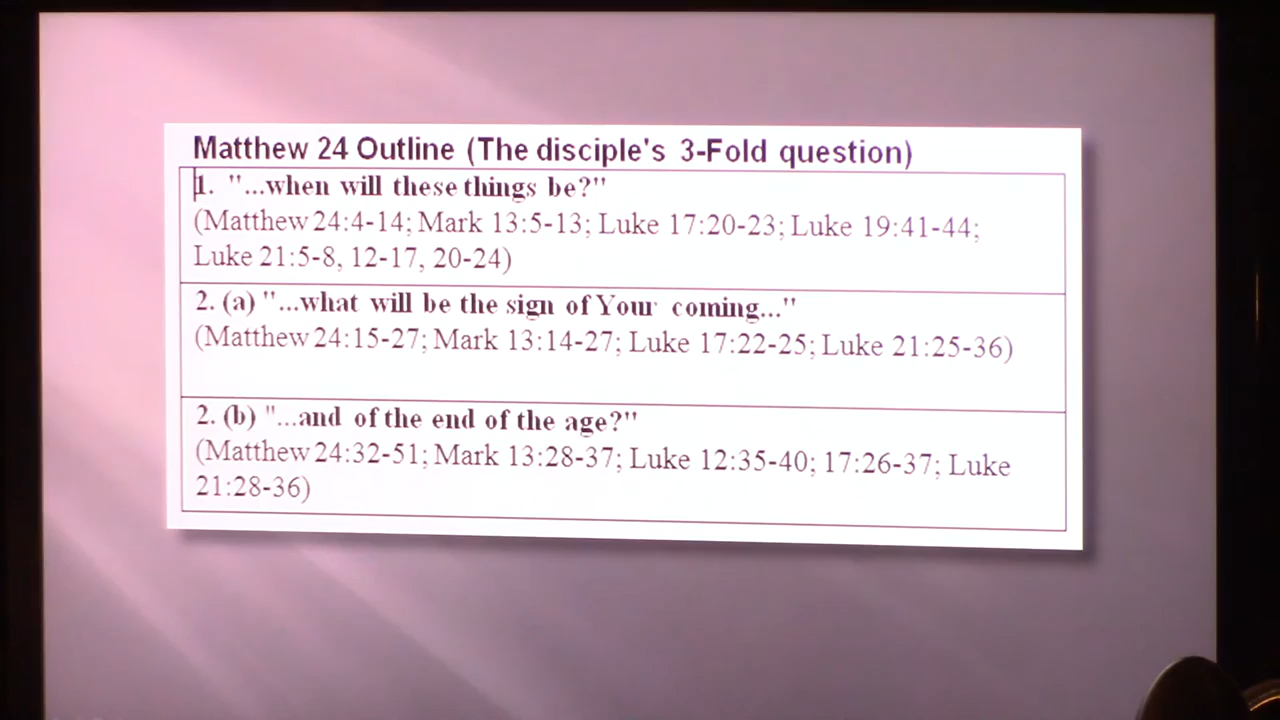 Matthew 24 Outline (The disciple's 3-Fold question)
1. "...when will these things be?"
(Matthew 24:4-14; Mark 13:5-13; Luke 17:20-23; Luke 19:41-44;
Luke 21:5-8, 12-17, 20-24)
2. (a) "...what will be the sign of Your coming..."
(Matthew 24:15-27; Mark 13:14-27; Luke 17:22-25; Luke 21:25-36)
2. (b) "...and of the end of the age?"
(Matthew 24:32-51; Mark 13:28-37; Luke 12:35-40; 17:26-37; Luke
21:28-36)